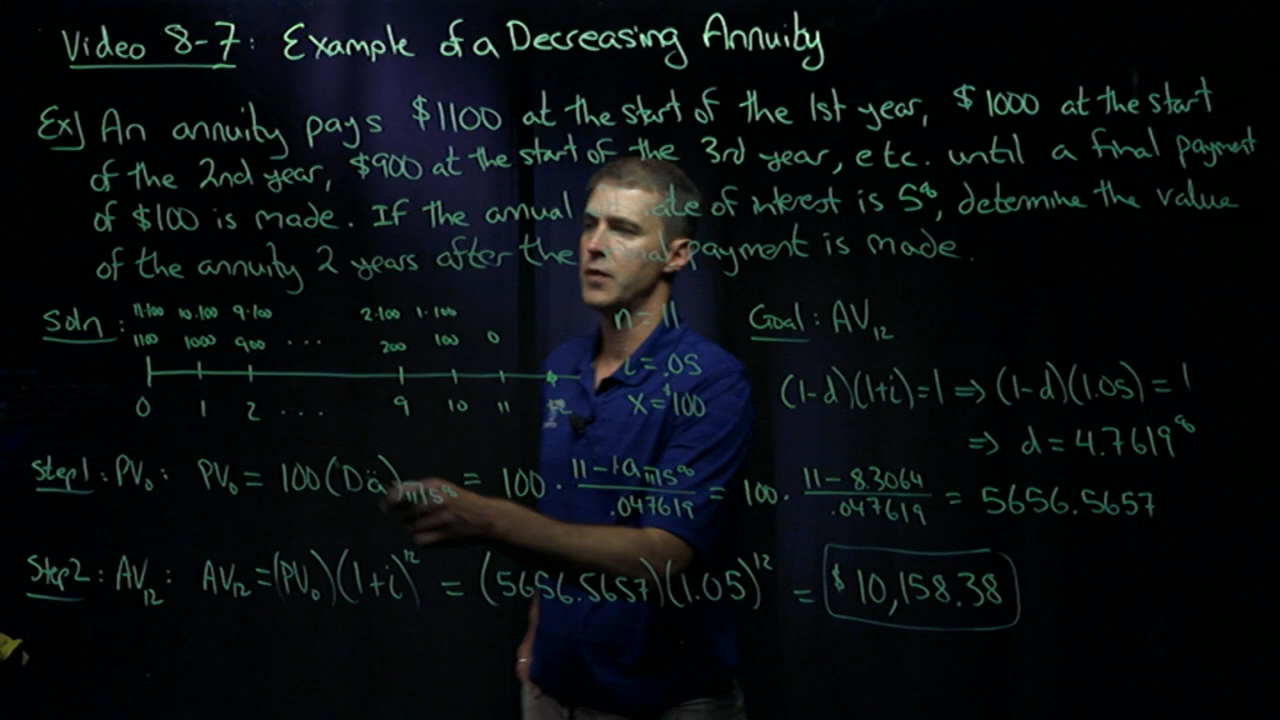 Video 8-7: Example of a Decreasing Annuity
Ex) An annuity pays $1100 at the start of the 1st year, $1000 at the start
of the 2nd year, $900 at the start of the 3rd year, etc. until a final payment
of $100 is made. If the annual rate of interest is 5%, determine the value
of the annuity 2 years after the final payment is made.
Soln: 11·100 10·100 9·100 2·100 1·100 n=11 Goal: AV₁₂
1100 1000 900 ... 200 100 0
i=.05
0 1 2 .... 9 10 11 12 X=$100
(1-d)(1+i)=1 ⇒ (1-d)(1.05)=1
⇒ d=4.7619%
Step1: PV₀: PV₀ = 100(Dä)11|5% = 100 · (11-a11|5%)/.047619 = 100 · (11-8.3064)/.047619 = 5656.5657
Step2: AV₁₂: AV₁₂=(PV₀)(1+i)¹² = (5656.5657)(1.05)¹² = $10,158.38